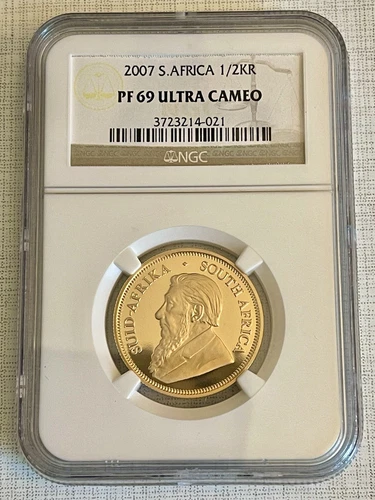 2007 S.AFRICA 1/2KR
PF 69 ULTRA CAMEO
3723214-021
NGC
SUID-AFRIKA • SOUTH AFRICA